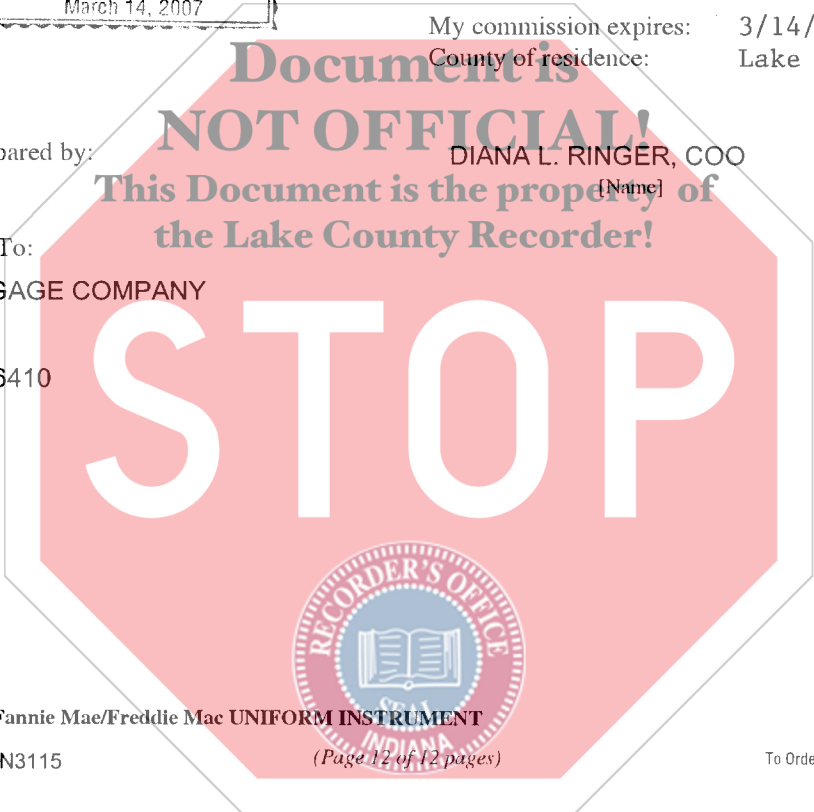 March 14, 2007
My commission expires: 3/14/
County of residence: Lake
Document is
NOT OFFICIAL!
pared by: DIANA L. RINGER, COO
This Document is the property of
[Name]
the Lake County Recorder!
To:
GAGE COMPANY
6410
STOP
RECORDER'S OFFICE
SEAL
INDIANA
Fannie Mae/Freddie Mac UNIFORM INSTRUMENT
N3115 (Page 12 of 12 pages) To Orde